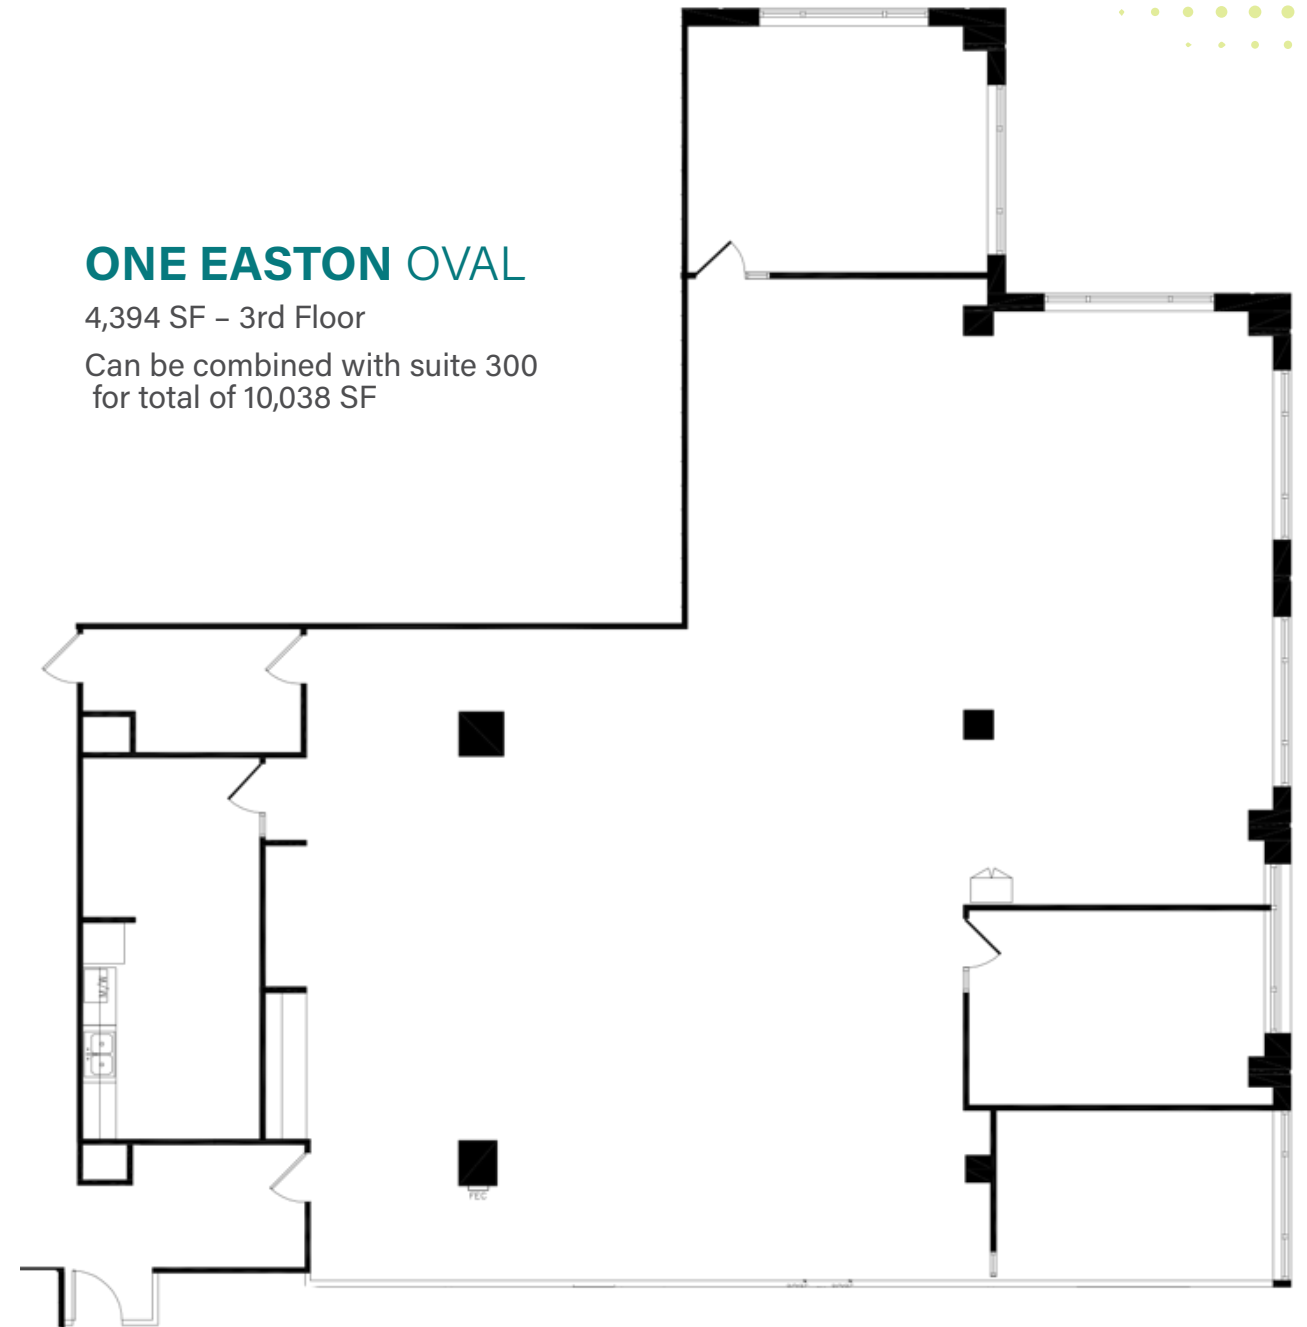 ONE EASTON OVAL
4,394 SF – 3rd Floor
Can be combined with suite 300
for total of 10,038 SF
M/W
FEC